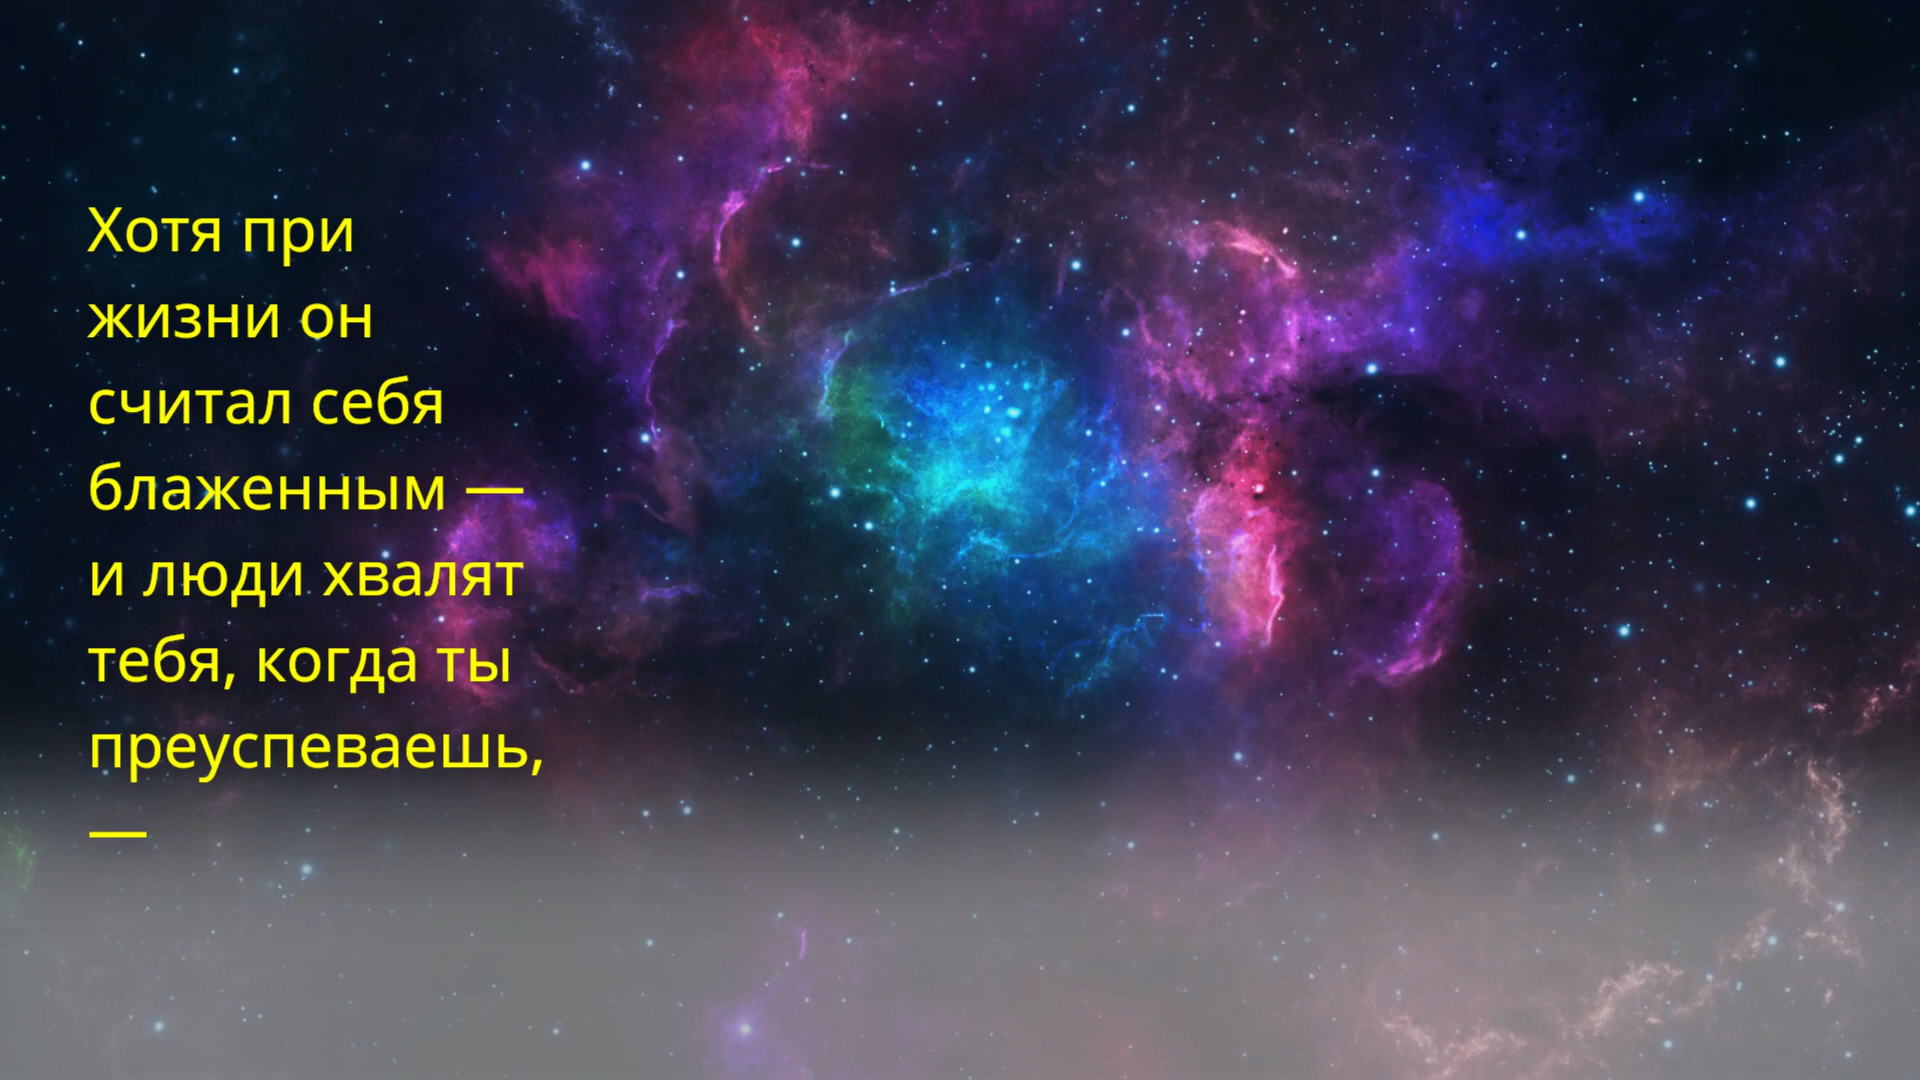 Хотя при
жизни он
считал себя
блаженным —
и люди хвалят
тебя, когда ты
преуспеваешь,
—